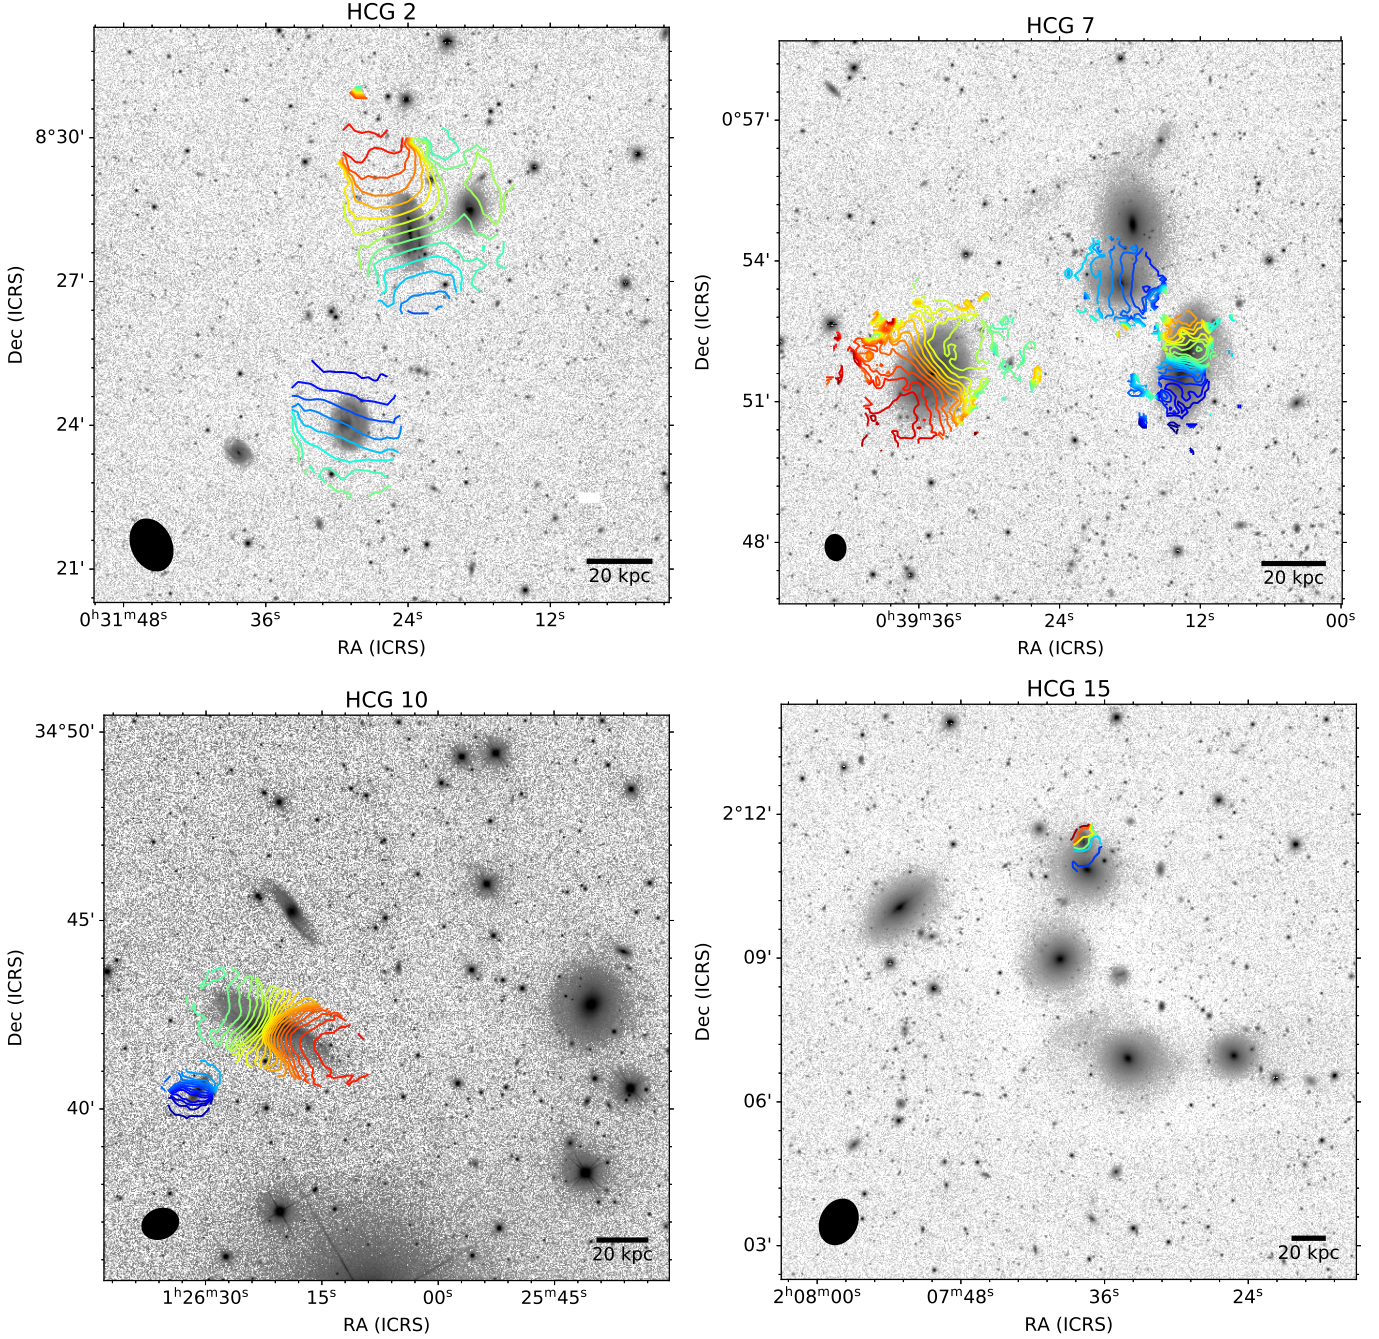 HCG 2
8°30'
27'
24'
21'
Dec (ICRS)
20 kpc
0ʰ31ᵐ48ˢ 36ˢ 24ˢ 12ˢ
RA (ICRS)
HCG 7
0°57'
54'
51'
48'
Dec (ICRS)
20 kpc
0ʰ39ᵐ36ˢ 24ˢ 12ˢ 00ˢ
RA (ICRS)
HCG 10
34°50'
45'
40'
Dec (ICRS)
20 kpc
1ʰ26ᵐ30ˢ 15ˢ 00ˢ 25ᵐ45ˢ
RA (ICRS)
HCG 15
2°12'
09'
06'
03'
Dec (ICRS)
20 kpc
2ʰ08ᵐ00ˢ 07ᵐ48ˢ 36ˢ 24ˢ
RA (ICRS)